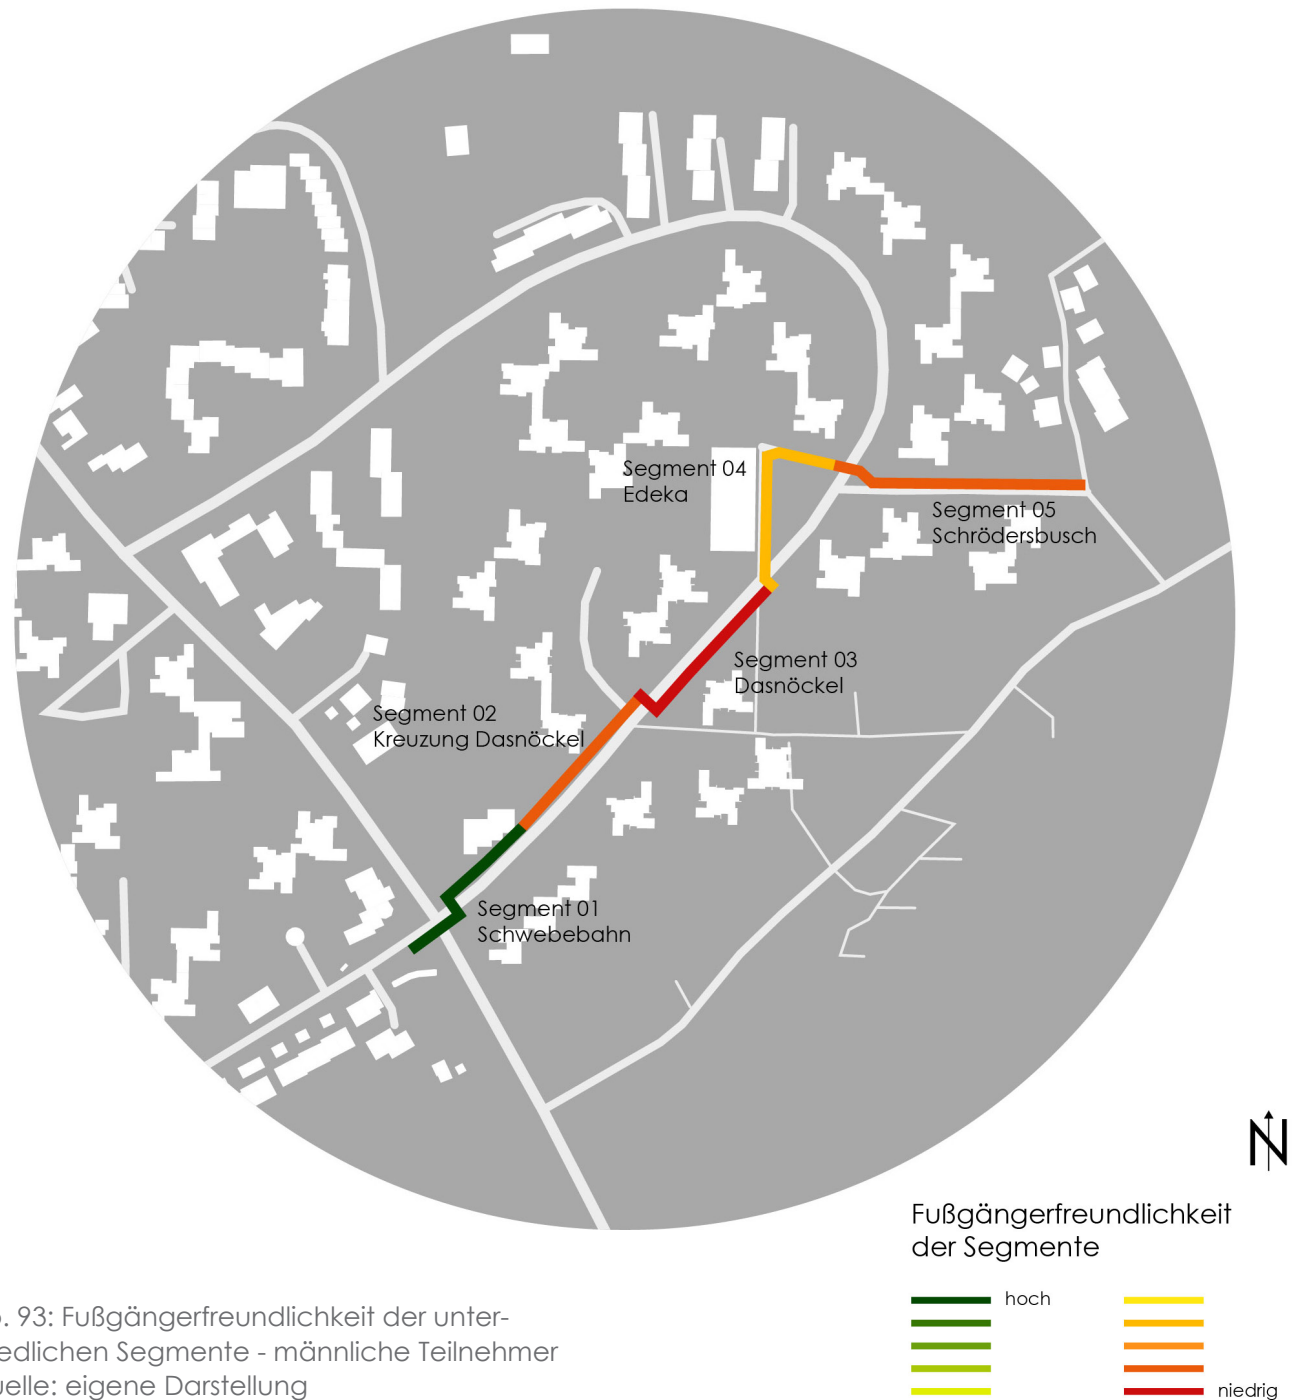 Segment 04
Edeka
Segment 05
Schrödersbusch
Segment 03
Dasnöckel
Segment 02
Kreuzung Dasnöckel
Segment 01
Schwebebahn
N
Fußgängerfreundlichkeit
der Segmente
hoch
niedrig
. 93: Fußgängerfreundlichkeit der unter-
edlichen Segmente - männliche Teilnehmer
uelle: eigene Darstellung